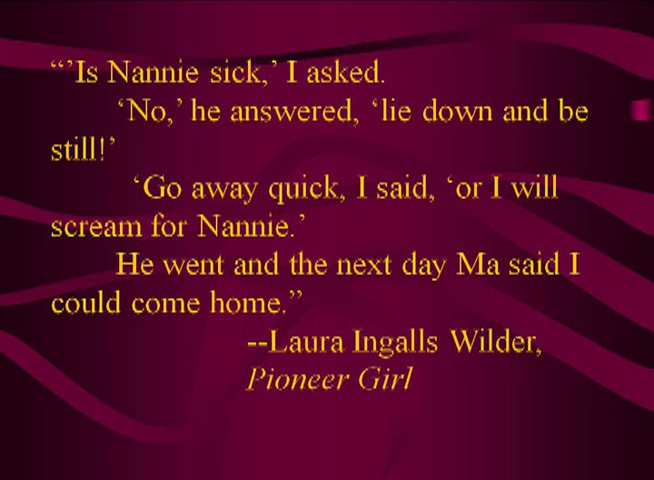 “’Is Nannie sick,’ I asked.
‘No,’ he answered, ‘lie down and be
still!’
‘Go away quick, I said, ‘or I will
scream for Nannie.’
He went and the next day Ma said I
could come home.”
--Laura Ingalls Wilder,
Pioneer Girl